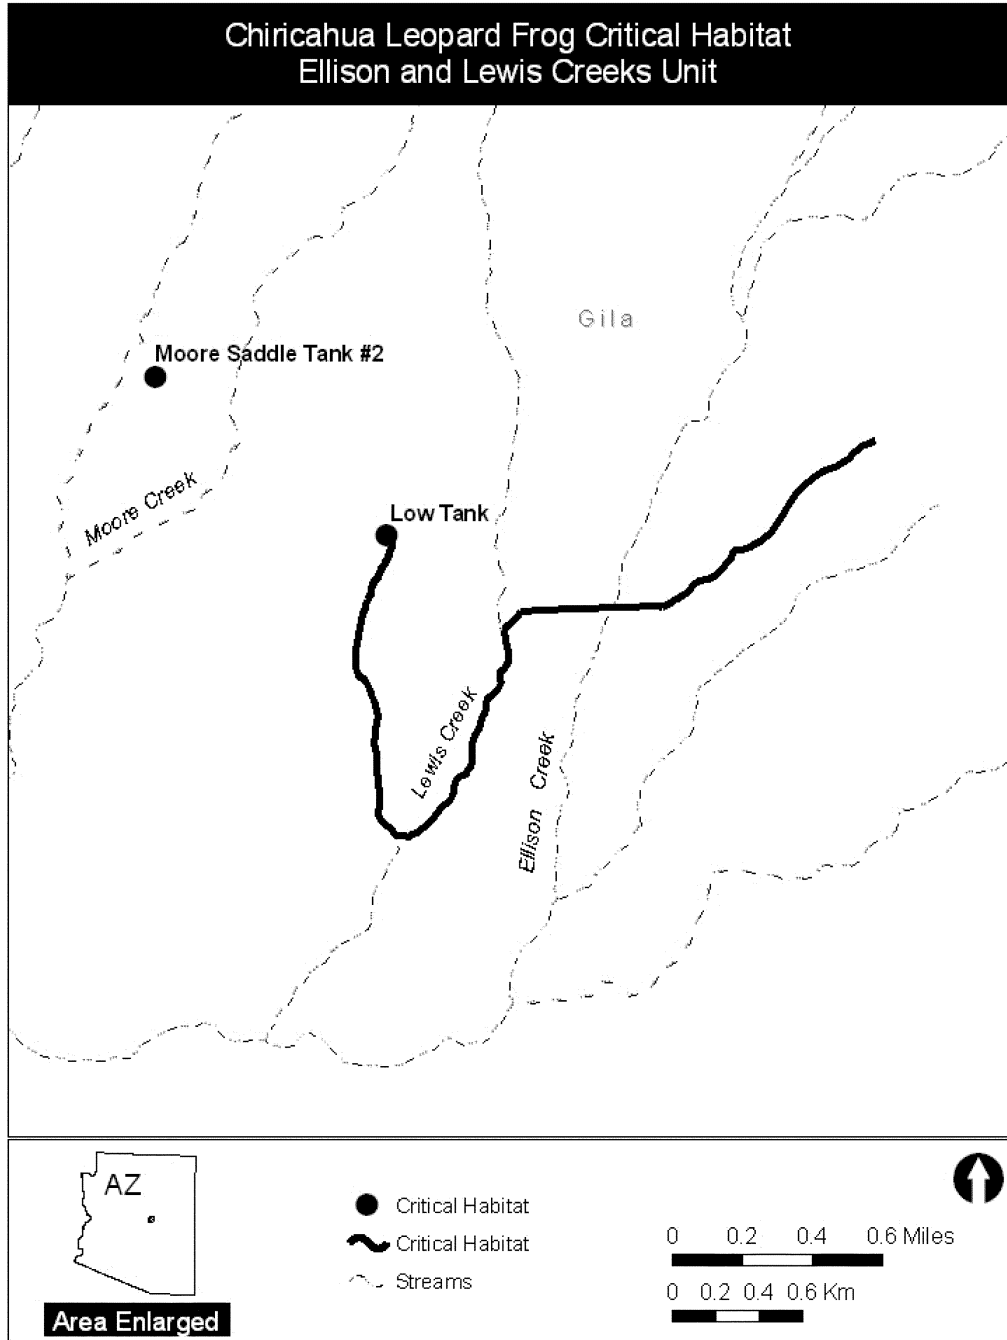 Chiricahua Leopard Frog Critical Habitat
Ellison and Lewis Creeks Unit
Gila
Moore Saddle Tank #2
Moore Creek
Low Tank
Lewis Creek
Ellison Creek
AZ
Area Enlarged
Critical Habitat
Critical Habitat
Streams
0 0.2 0.4 0.6 Miles
0 0.2 0.4 0.6 Km